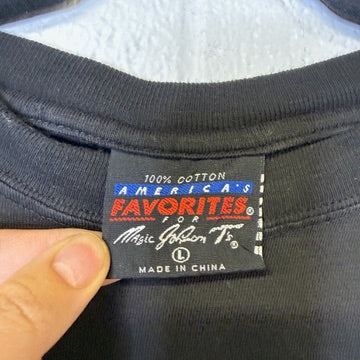 100% COTTON
AMERICA'S
FAVORITES®
FOR
Magic Johnson T's®
L
MADE IN CHINA